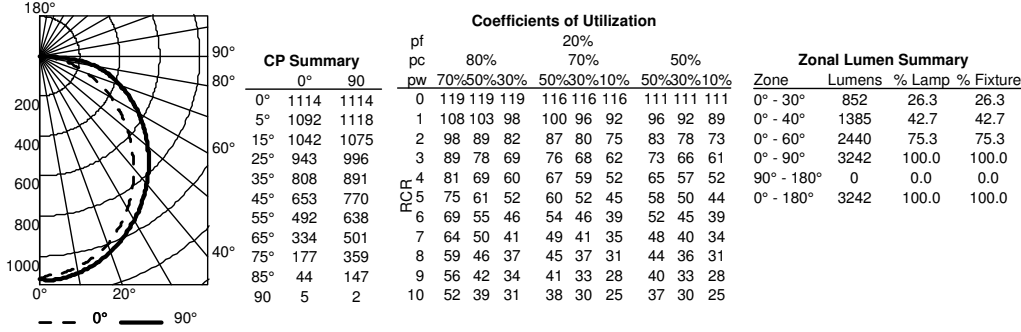 180°
90°
80°
60°
40°
200
400
600
800
1000
0° 20°
0° 90°
CP Summary
0° 90
0° 1114 1114
5° 1092 1118
15° 1042 1075
25° 943 996
35° 808 891
45° 653 770
55° 492 638
65° 334 501
75° 177 359
85° 44 147
90 5 2
Coefficients of Utilization
pf 20%
pc 80% 70% 50%
pw 70%50%30% 50%30%10% 50%30%10%
RCR
0 119 119 119 116 116 116 111 111 111
1 108 103 98 100 96 92 96 92 89
2 98 89 82 87 80 75 83 78 73
3 89 78 69 76 68 62 73 66 61
4 81 69 60 67 59 52 65 57 52
5 75 61 52 60 52 45 58 50 44
6 69 55 46 54 46 39 52 45 39
7 64 50 41 49 41 35 48 40 34
8 59 46 37 45 37 31 44 36 31
9 56 42 34 41 33 28 40 33 28
10 52 39 31 38 30 25 37 30 25
Zonal Lumen Summary
Zone Lumens % Lamp % Fixture
0° - 30° 852 26.3 26.3
0° - 40° 1385 42.7 42.7
0° - 60° 2440 75.3 75.3
0° - 90° 3242 100.0 100.0
90° - 180° 0 0.0 0.0
0° - 180° 3242 100.0 100.0